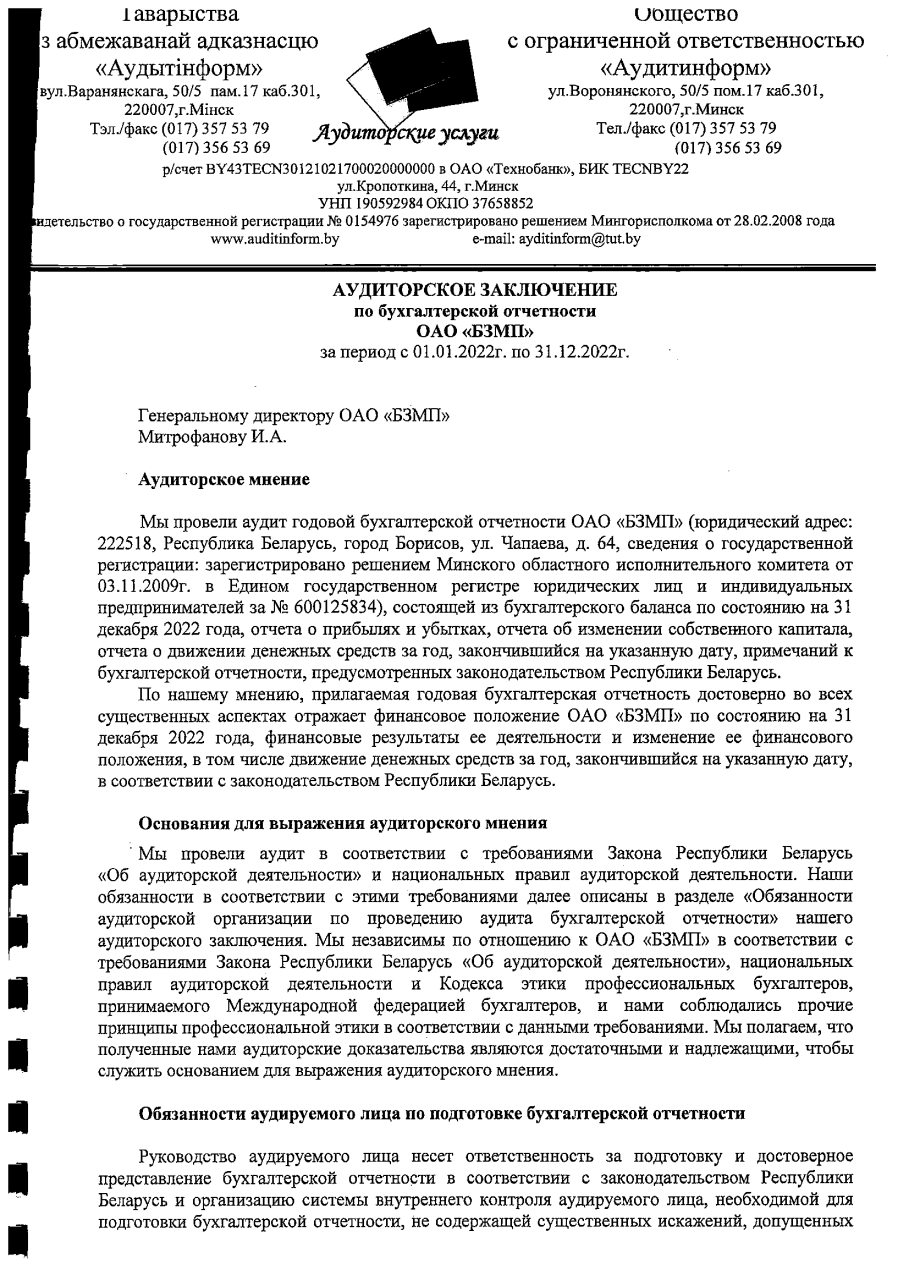 Таварыства
з абмежаванай адказнасцю
«Аудытінформ»
вул.Варанянскага, 50/5 пам.17 каб.301,
220007,г.Мінск
Тэл./факс (017) 357 53 79
(017) 356 53 69
Аудиторские услуги
Общество
с ограниченной ответственностью
«Аудитинформ»
ул.Воронянского, 50/5 пом.17 каб.301,
220007,г.Минск
Тел./факс (017) 357 53 79
(017) 356 53 69
р/счет BY43TECN30121021700020000000 в ОАО «Технобанк», БИК TECNBY22
ул.Кропоткина, 44, г.Минск
УНП 190592984 ОКПО 37658852
идетельство о государственной регистрации № 0154976 зарегистрировано решением Мингорисполкома от 28.02.2008 года
www.auditinform.by e-mail: ayditinform@tut.by
АУДИТОРСКОЕ ЗАКЛЮЧЕНИЕ
по бухгалтерской отчетности
ОАО «БЗМП»
за период с 01.01.2022г. по 31.12.2022г.
Генеральному директору ОАО «БЗМП»
Митрофанову И.А.
Аудиторское мнение
Мы провели аудит годовой бухгалтерской отчетности ОАО «БЗМП» (юридический адрес:
222518, Республика Беларусь, город Борисов, ул. Чапаева, д. 64, сведения о государственной
регистрации: зарегистрировано решением Минского областного исполнительного комитета от
03.11.2009г. в Едином государственном регистре юридических лиц и индивидуальных
предпринимателей за № 600125834), состоящей из бухгалтерского баланса по состоянию на 31
декабря 2022 года, отчета о прибылях и убытках, отчета об изменении собственного капитала,
отчета о движении денежных средств за год, закончившийся на указанную дату, примечаний к
бухгалтерской отчетности, предусмотренных законодательством Республики Беларусь.
По нашему мнению, прилагаемая годовая бухгалтерская отчетность достоверно во всех
существенных аспектах отражает финансовое положение ОАО «БЗМП» по состоянию на 31
декабря 2022 года, финансовые результаты ее деятельности и изменение ее финансового
положения, в том числе движение денежных средств за год, закончившийся на указанную дату,
в соответствии с законодательством Республики Беларусь.
Основания для выражения аудиторского мнения
Мы провели аудит в соответствии с требованиями Закона Республики Беларусь
«Об аудиторской деятельности» и национальных правил аудиторской деятельности. Наши
обязанности в соответствии с этими требованиями далее описаны в разделе «Обязанности
аудиторской организации по проведению аудита бухгалтерской отчетности» нашего
аудиторского заключения. Мы независимы по отношению к ОАО «БЗМП» в соответствии с
требованиями Закона Республики Беларусь «Об аудиторской деятельности», национальных
правил аудиторской деятельности и Кодекса этики профессиональных бухгалтеров,
принимаемого Международной федерацией бухгалтеров, и нами соблюдались прочие
принципы профессиональной этики в соответствии с данными требованиями. Мы полагаем, что
полученные нами аудиторские доказательства являются достаточными и надлежащими, чтобы
служить основанием для выражения аудиторского мнения.
Обязанности аудируемого лица по подготовке бухгалтерской отчетности
Руководство аудируемого лица несет ответственность за подготовку и достоверное
представление бухгалтерской отчетности в соответствии с законодательством Республики
Беларусь и организацию системы внутреннего контроля аудируемого лица, необходимой для
подготовки бухгалтерской отчетности, не содержащей существенных искажений, допущенных